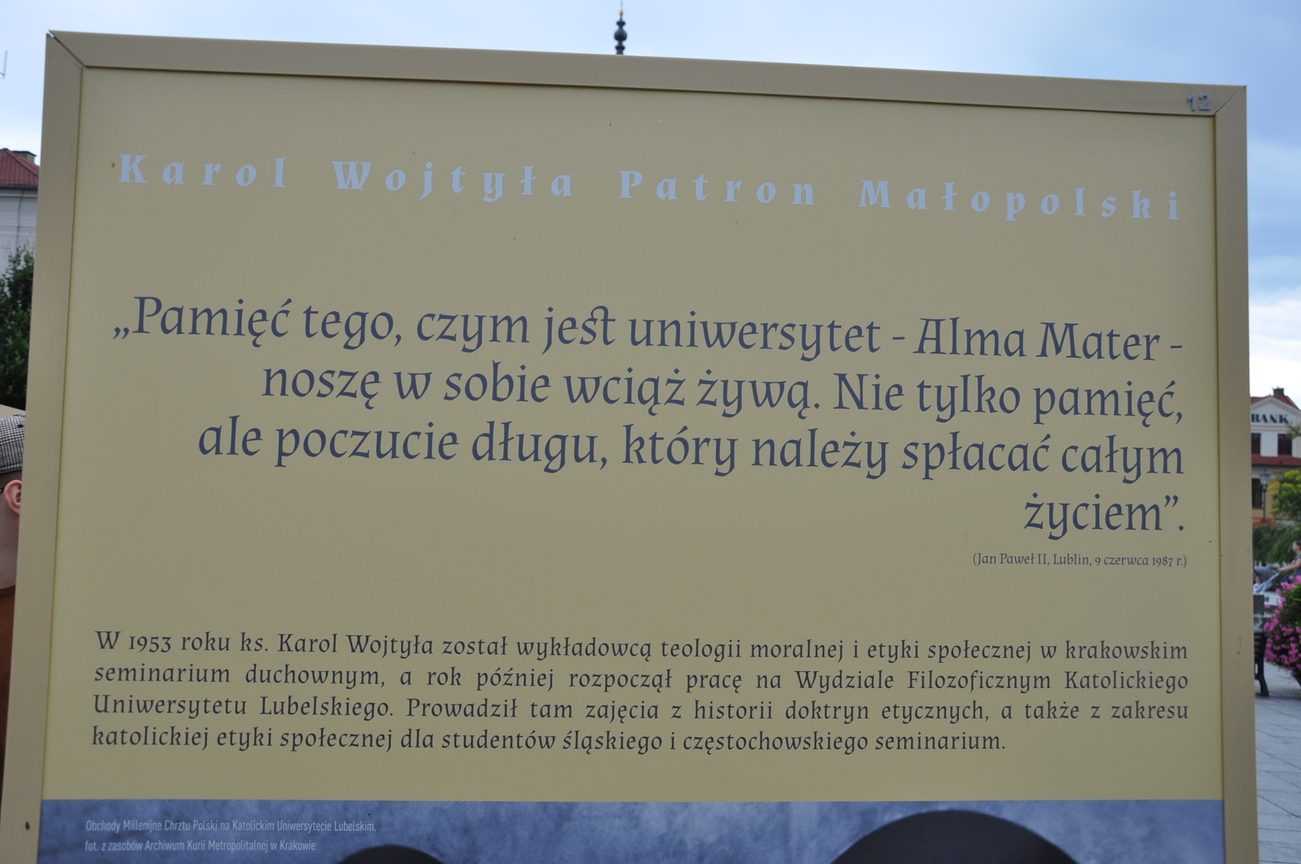 12
Karol Wojtyła Patron Małopolski
„Pamięć tego, czym jest uniwersytet - Alma Mater -
noszę w sobie wciąż żywą. Nie tylko pamięć,
ale poczucie długu, który należy spłacać całym
życiem”.
(Jan Paweł II, Lublin, 9 czerwca 1987 r.)
W 1953 roku ks. Karol Wojtyła został wykładowcą teologii moralnej i etyki społecznej w krakowskim
seminarium duchownym, a rok później rozpoczął pracę na Wydziale Filozoficznym Katolickiego
Uniwersytetu Lubelskiego. Prowadził tam zajęcia z historii doktryn etycznych, a także z zakresu
katolickiej etyki społecznej dla studentów śląskiego i częstochowskiego seminarium.
Obchody Millenijne Chrztu Polski na Katolickim Uniwersytecie Lubelskim,
fot. z zasobów Archiwum Kurii Metropolitalnej w Krakowie
BANK